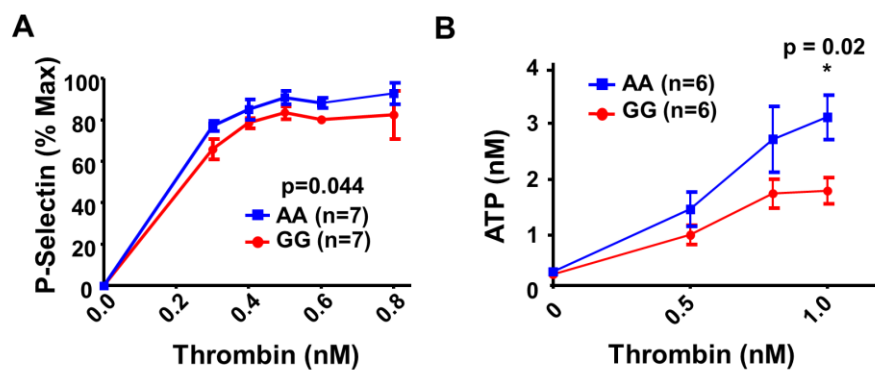 A
P-Selectin (% Max)
100
80
60
40
20
0
p=0.044
AA (n=7)
GG (n=7)
0.0
0.2
0.4
0.6
0.8
Thrombin (nM)
B
p = 0.02
*
ATP (nM)
4
3
2
1
0
AA (n=6)
GG (n=6)
0
0.5
1.0
Thrombin (nM)